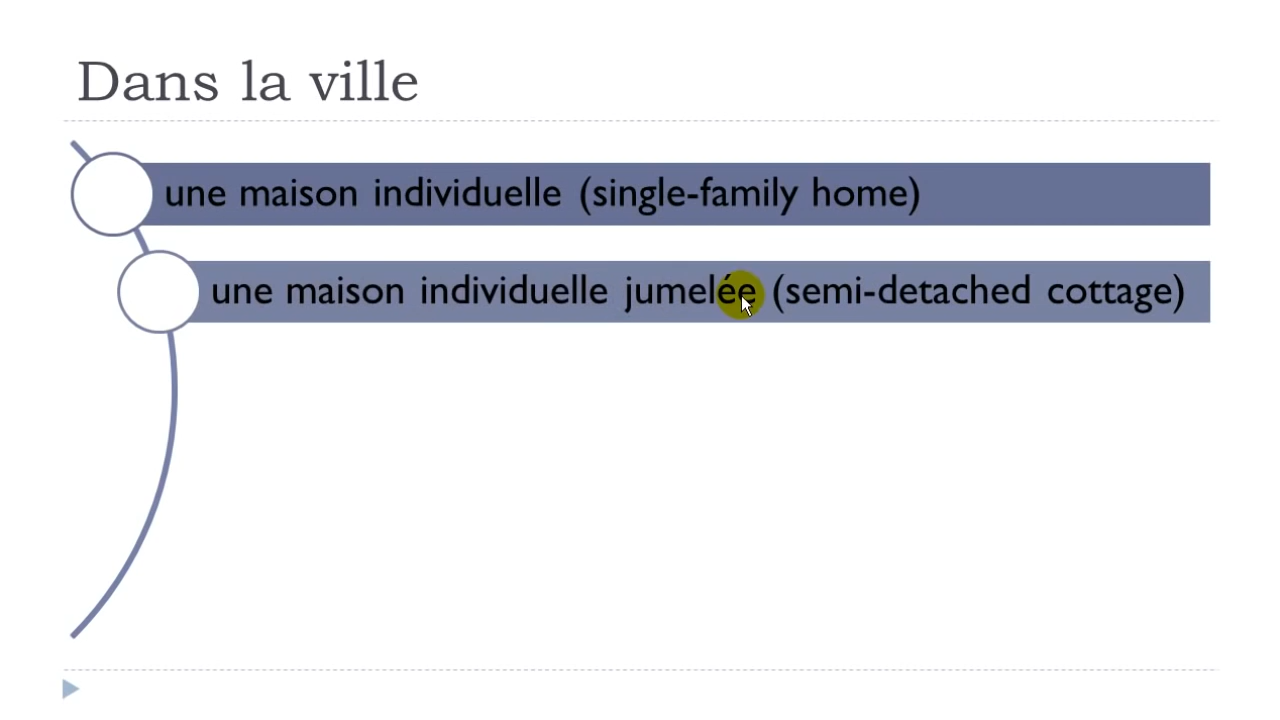 Dans la ville
une maison individuelle (single-family home)
une maison individuelle jumelée (semi-detached cottage)